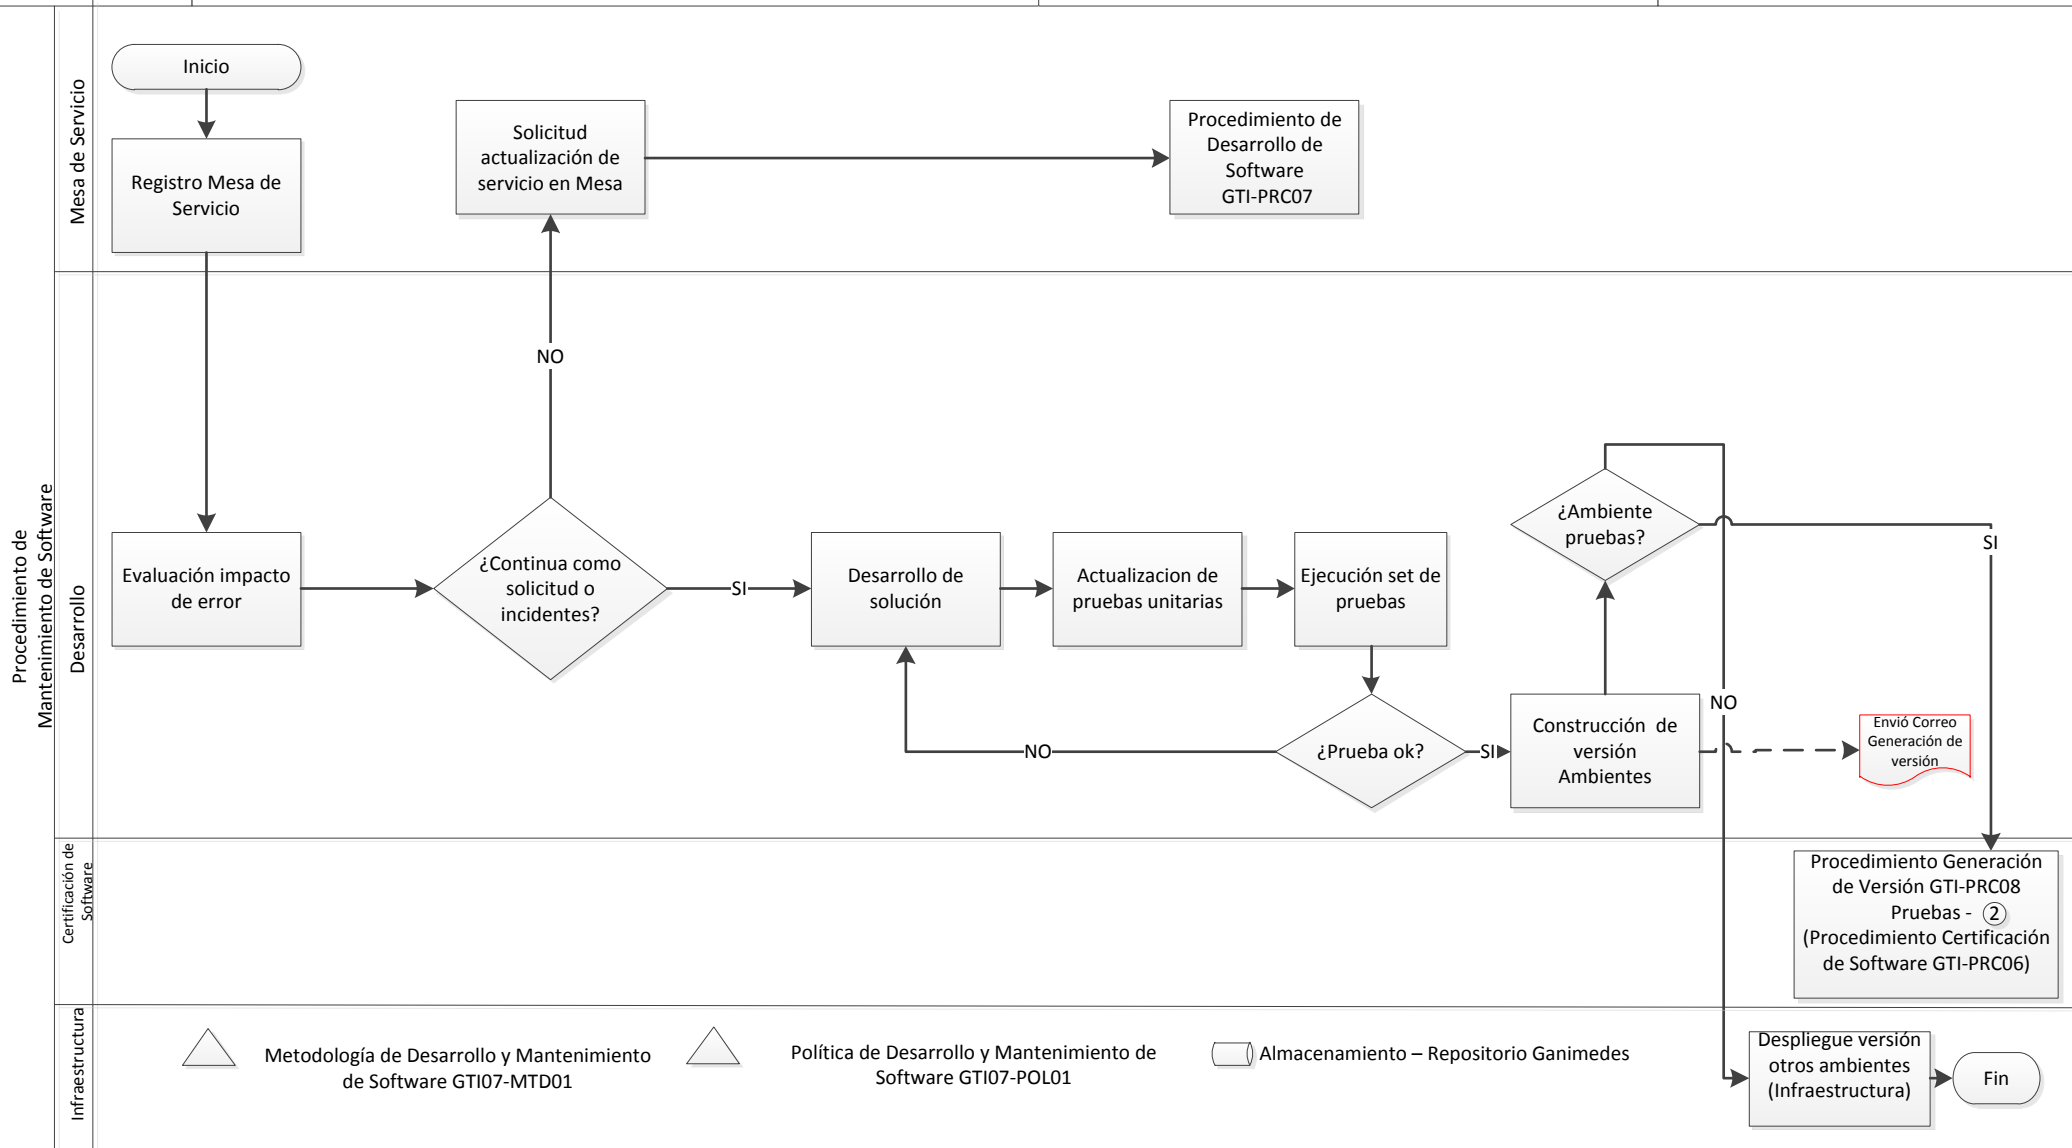 Procedimiento de
Mantenimiento de Software
Mesa de Servicio
Inicio
Registro Mesa de
Servicio
Solicitud
actualización de
servicio en Mesa
Procedimiento de
Desarrollo de
Software
GTI-PRC07
Desarrollo
NO
Evaluación impacto
de error
¿Continua como
solicitud o
incidentes?
SI
Desarrollo de
solución
Actualizacion de
pruebas unitarias
Ejecución set de
pruebas
¿Ambiente
pruebas?
SI
NO
¿Prueba ok?
SI
NO
Construcción de
versión
Ambientes
Envió Correo
Generación de
versión
Certificación de
Software
Procedimiento Generación
de Versión GTI-PRC08
Pruebas - 2
(Procedimiento Certificación
de Software GTI-PRC06)
Infraestructura
Metodología de Desarrollo y Mantenimiento
de Software GTI07-MTD01
Política de Desarrollo y Mantenimiento de
Software GTI07-POL01
Almacenamiento – Repositorio Ganimedes
Despliegue versión
otros ambientes
(Infraestructura)
Fin